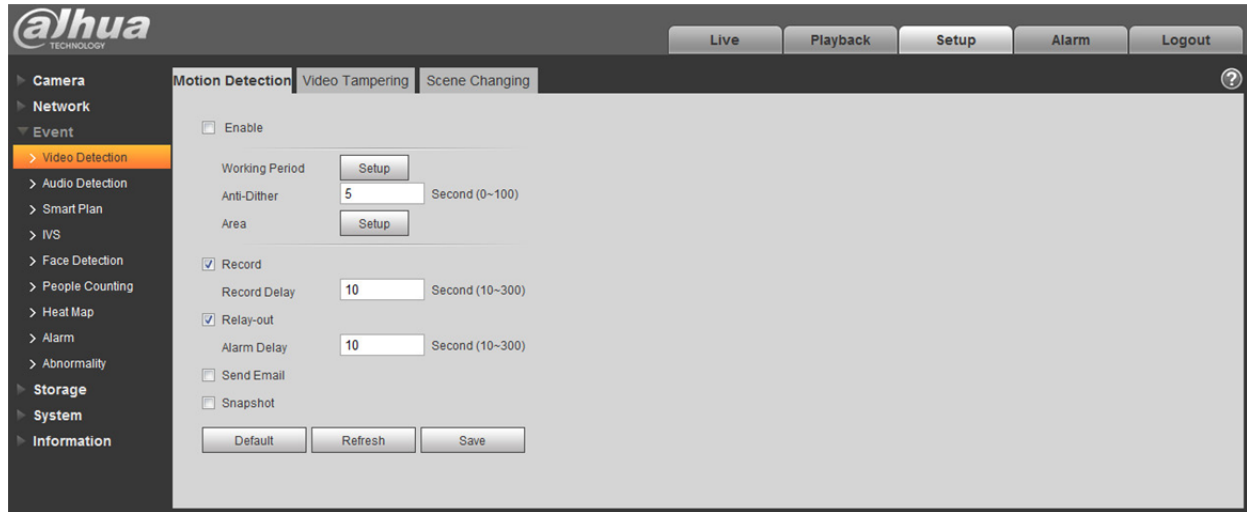 alhua
TECHNOLOGY
Live Playback Setup Alarm Logout
Camera
Network
Event
Video Detection
Audio Detection
Smart Plan
IVS
Face Detection
People Counting
Heat Map
Alarm
Abnormality
Storage
System
Information
Motion Detection Video Tampering Scene Changing ?
Enable
Working Period Setup
Anti-Dither 5 Second (0~100)
Area Setup
Record
Record Delay 10 Second (10~300)
Relay-out
Alarm Delay 10 Second (10~300)
Send Email
Snapshot
Default Refresh Save